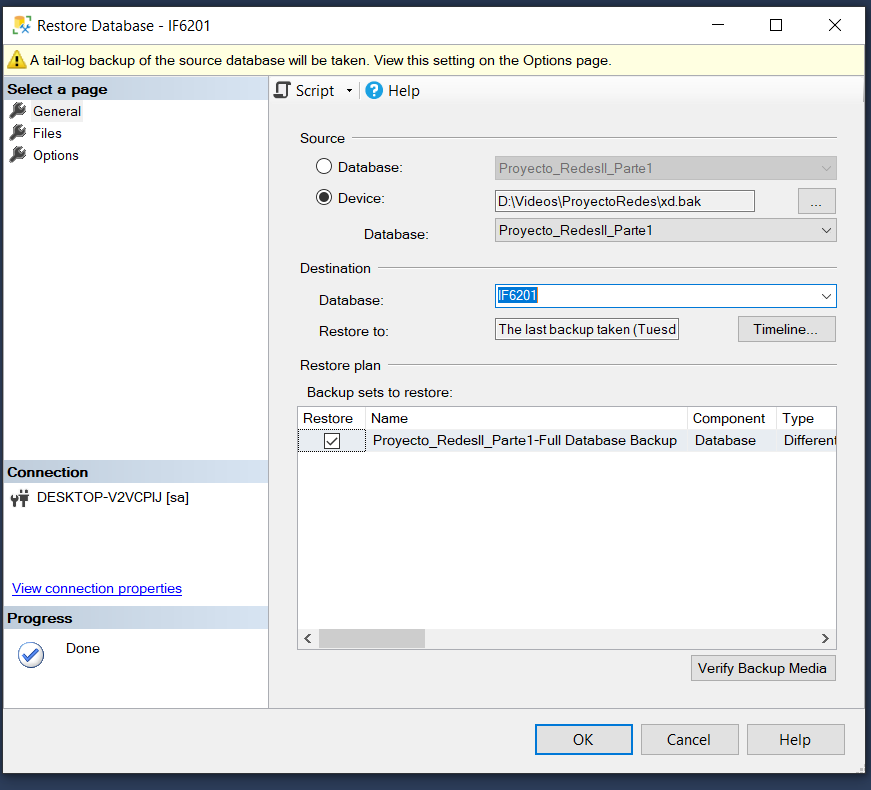 Restore Database - IF6201
A tail-log backup of the source database will be taken. View this setting on the Options page.
Select a page
General
Files
Options
Script
Help
Source
Database:
Proyecto_RedesII_Parte1
Device:
D:\Videos\ProyectoRedes\xd.bak
...
Database:
Proyecto_RedesII_Parte1
Destination
Database:
IF6201
Restore to:
The last backup taken (Tuesd
Timeline...
Restore plan
Backup sets to restore:
Restore Name Component Type
Proyecto_RedesII_Parte1-Full Database Backup Database Different
Verify Backup Media
Connection
DESKTOP-V2VCPIJ [sa]
View connection properties
Progress
Done
OK
Cancel
Help